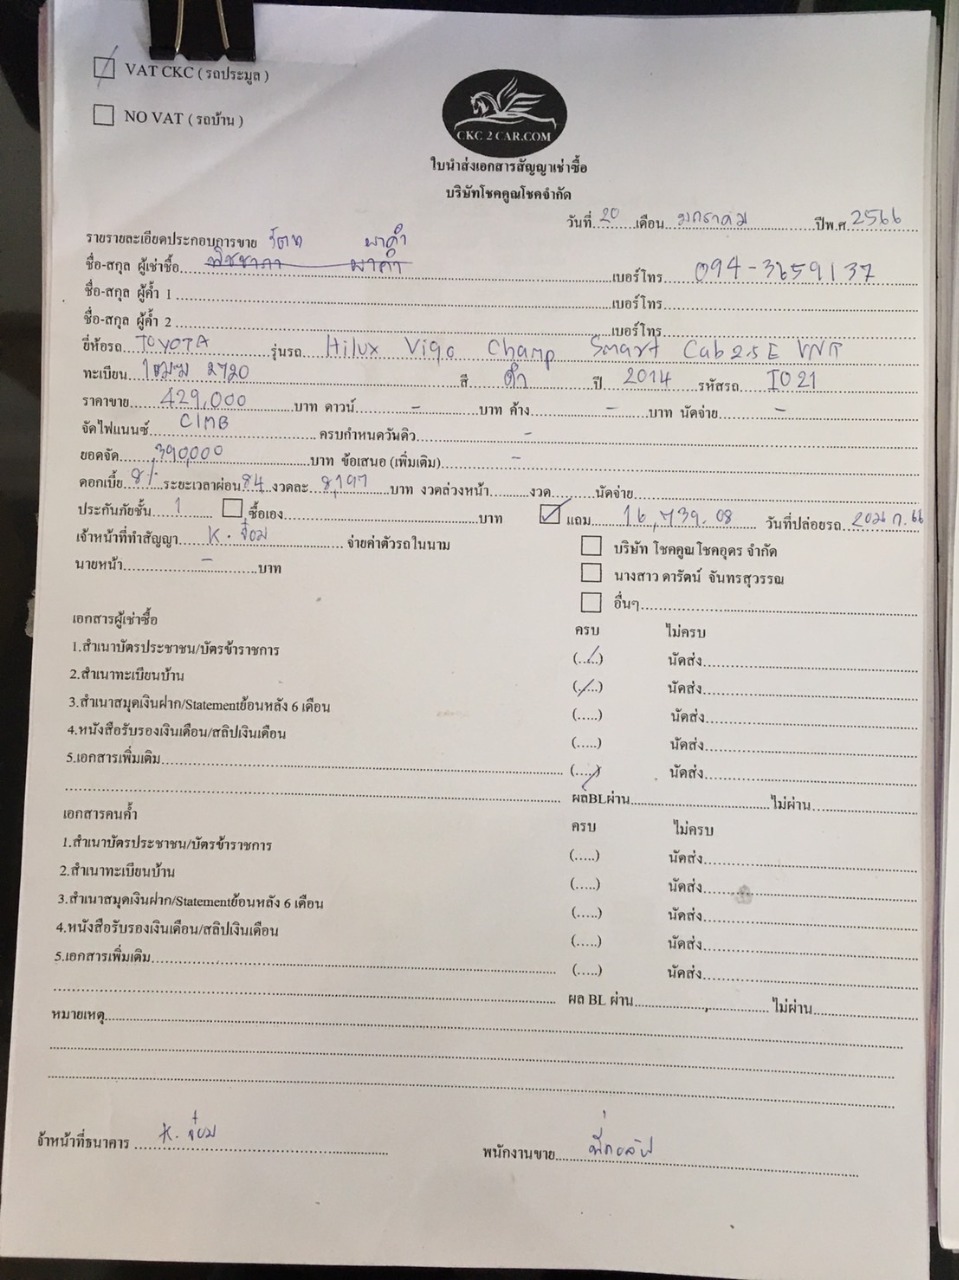 VAT CKC ( รถประมูล )
NO VAT ( รถบ้าน )
CKC 2 CAR.COM
ใบนำส่งเอกสารสัญญาเช่าซื้อ
บริษัทโชคคูณโชคจำกัด
วันที่ 20 เดือน มกราคม ปีพ.ศ. 2566
รายรายละเอียดประกอบการขาย มาคำ
ชื่อ-สกุล ผู้เช่าซื้อ มาคำ เบอร์โทร 094-3659137
ชื่อ-สกุล ผู้ค้ำ 1 เบอร์โทร
ชื่อ-สกุล ผู้ค้ำ 2 เบอร์โทร
ยี่ห้อรถ TOYOTA รุ่นรถ Hilux Vigo Champ Smart Cab 2.5 E VNT
ทะเบียน 2720 สี ดำ ปี 2014 รหัสรถ IO21
ราคาขาย 429,000 บาท ดาวน์ - บาท ค้าง - บาท นัดจ่าย -
จัดไฟแนนซ์ CIMB ครบกำหนดวันคิว -
ยอดจัด 390,000 บาท ข้อเสนอ (เพิ่มเติม) -
ดอกเบี้ย 8% ระยะเวลาผ่อน 84 งวดละ 8,197 บาท งวดล่วงหน้า งวด นัดจ่าย
ประกันภัยชั้น 1 ซื้อเอง บาท แถม 16,739.08 วันที่ปล่อยรถ 20 ม.ค. 66
เจ้าหน้าที่ทำสัญญา K. จ๋อม จ่ายค่าตัวรถในนาม
บริษัท โชคคูณโชคอุดร จำกัด
นายหน้า - บาท
นางสาว ดารัตน์ จันทรสุวรรณ
อื่นๆ
เอกสารผู้เช่าซื้อ ครบ ไม่ครบ
1.สำเนาบัตรประชาชน/บัตรข้าราชการ (.....) นัดส่ง
2.สำเนาทะเบียนบ้าน (.....) นัดส่ง
3.สำเนาสมุดเงินฝาก/Statementย้อนหลัง 6 เดือน (.....) นัดส่ง
4.หนังสือรับรองเงินเดือน/สลิปเงินเดือน (.....) นัดส่ง
5.เอกสารเพิ่มเติม (.....) นัดส่ง
ผลBLผ่าน ไม่ผ่าน
เอกสารคนค้ำ ครบ ไม่ครบ
1.สำเนาบัตรประชาชน/บัตรข้าราชการ (.....) นัดส่ง
2.สำเนาทะเบียนบ้าน (.....) นัดส่ง
3.สำเนาสมุดเงินฝาก/Statementย้อนหลัง 6 เดือน (.....) นัดส่ง
4.หนังสือรับรองเงินเดือน/สลิปเงินเดือน (.....) นัดส่ง
5.เอกสารเพิ่มเติม (.....) นัดส่ง
ผล BL ผ่าน ไม่ผ่าน
หมายเหตุ
จ้าหน้าที่ธนาคาร K. จ๋อม
พนักงานขาย